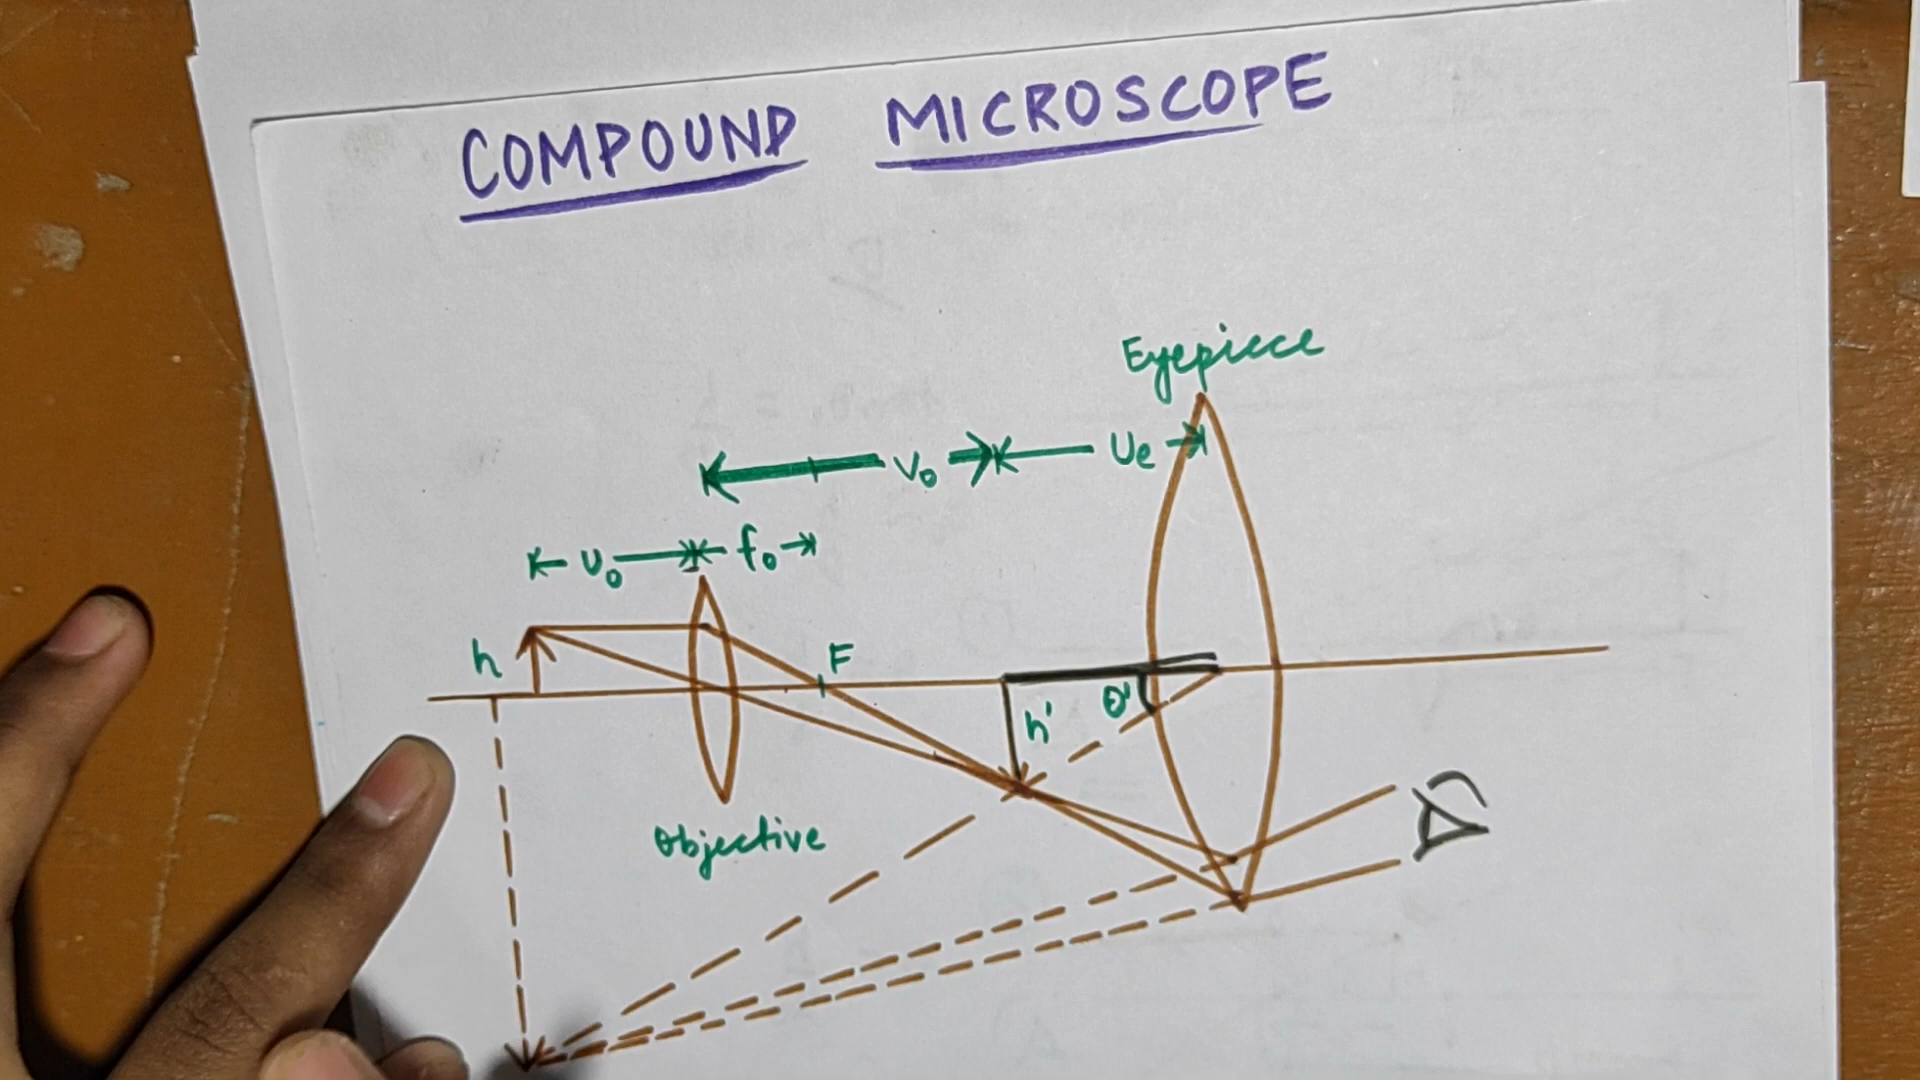 COMPOUND MICROSCOPE
Eyepiece
v₀ Ue
u₀ f₀
h F
h' θ'
Objective